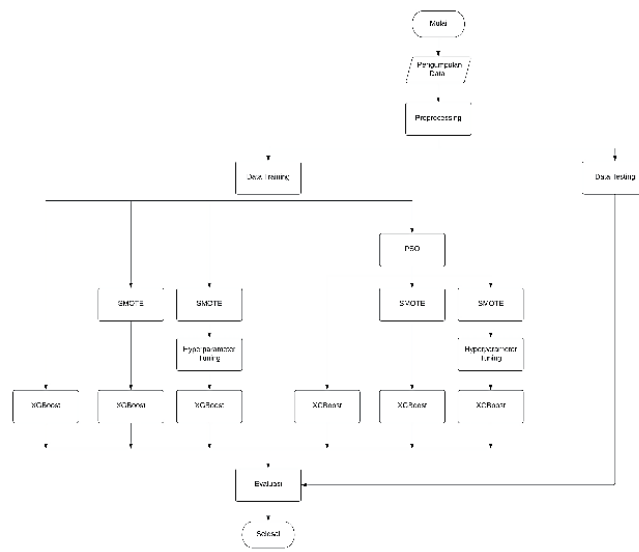 Mulai
Pengumpulan
Data
Preprocessing
Data Training
Data Testing
PSO
SMOTE
SMOTE
SMOTE
SMOTE
Hyperparameter
Tuning
Hyperparameter
Tuning
XGBoost
XGBoost
XGBoost
XGBoost
XGBoost
XGBoost
Evaluasi
Selesai